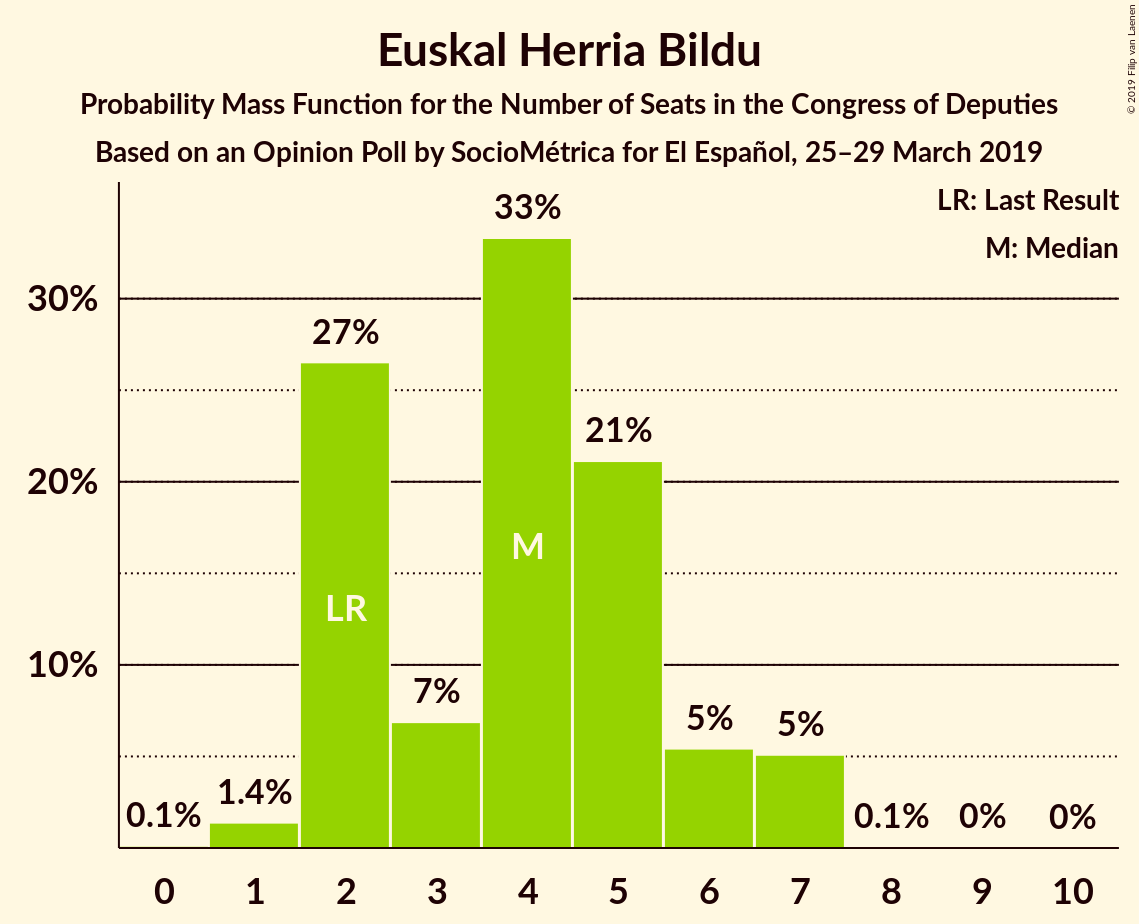 Euskal Herria Bildu
Probability Mass Function for the Number of Seats in the Congress of Deputies
Based on an Opinion Poll by SocioMétrica for El Español, 25–29 March 2019
© 2019 Filip van Laenen
LR: Last Result
M: Median
30%
20%
10%
0.1%
1.4%
27%
7%
33%
21%
5%
5%
0.1%
0%
0%
LR
M
0 1 2 3 4 5 6 7 8 9 10